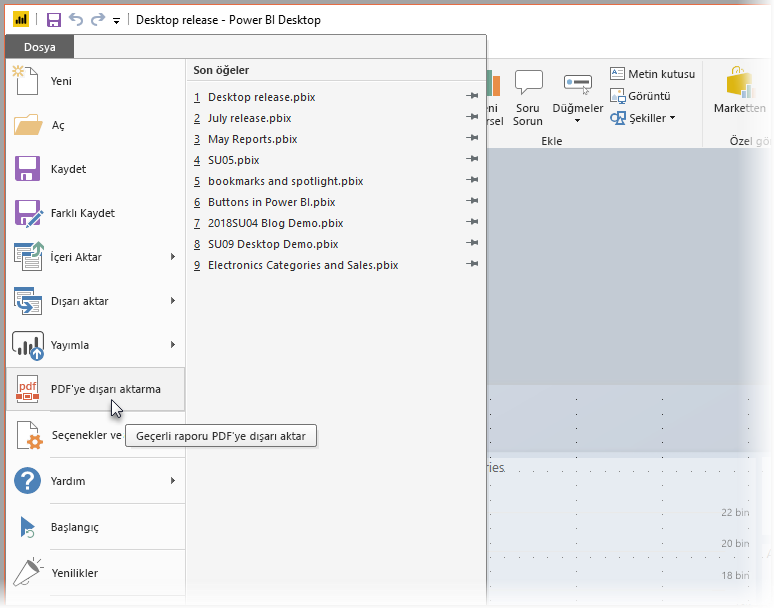 Desktop release - Power BI Desktop
Dosya
Yeni
Aç
Kaydet
Farklı Kaydet
İçeri Aktar
Dışarı aktar
Yayımla
pdf
PDF'ye dışarı aktarma
Seçenekler ve
Geçerli raporu PDF'ye dışarı aktar
?
Yardım
Başlangıç
Yenilikler
Son öğeler
1 Desktop release.pbix
2 July release.pbix
3 May Reports.pbix
4 SU05.pbix
5 bookmarks and spotlight.pbix
6 Buttons in Power BI.pbix
7 2018SU04 Blog Demo.pbix
8 SU09 Desktop Demo.pbix
9 Electronics Categories and Sales.pbix
Soru
Sorun
Düğmeler
Metin kutusu
Görüntü
Şekiller
Ekle
Marketten
Özel gö
ries
22 bin
20 bin
18 bin